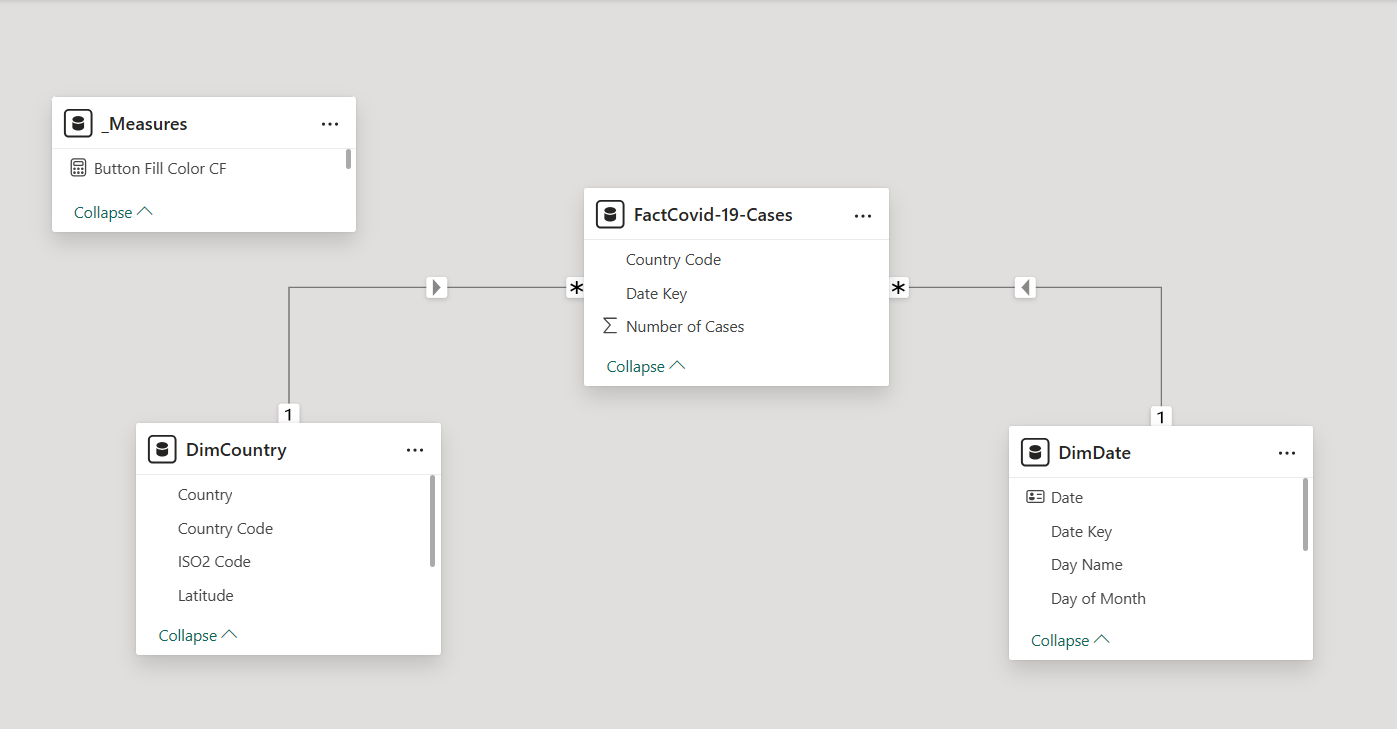 _Measures
Button Fill Color CF
Collapse
FactCovid-19-Cases
Country Code
Date Key
Number of Cases
Collapse
*
*
1
1
DimCountry
Country
Country Code
ISO2 Code
Latitude
Collapse
DimDate
Date
Date Key
Day Name
Day of Month
Collapse